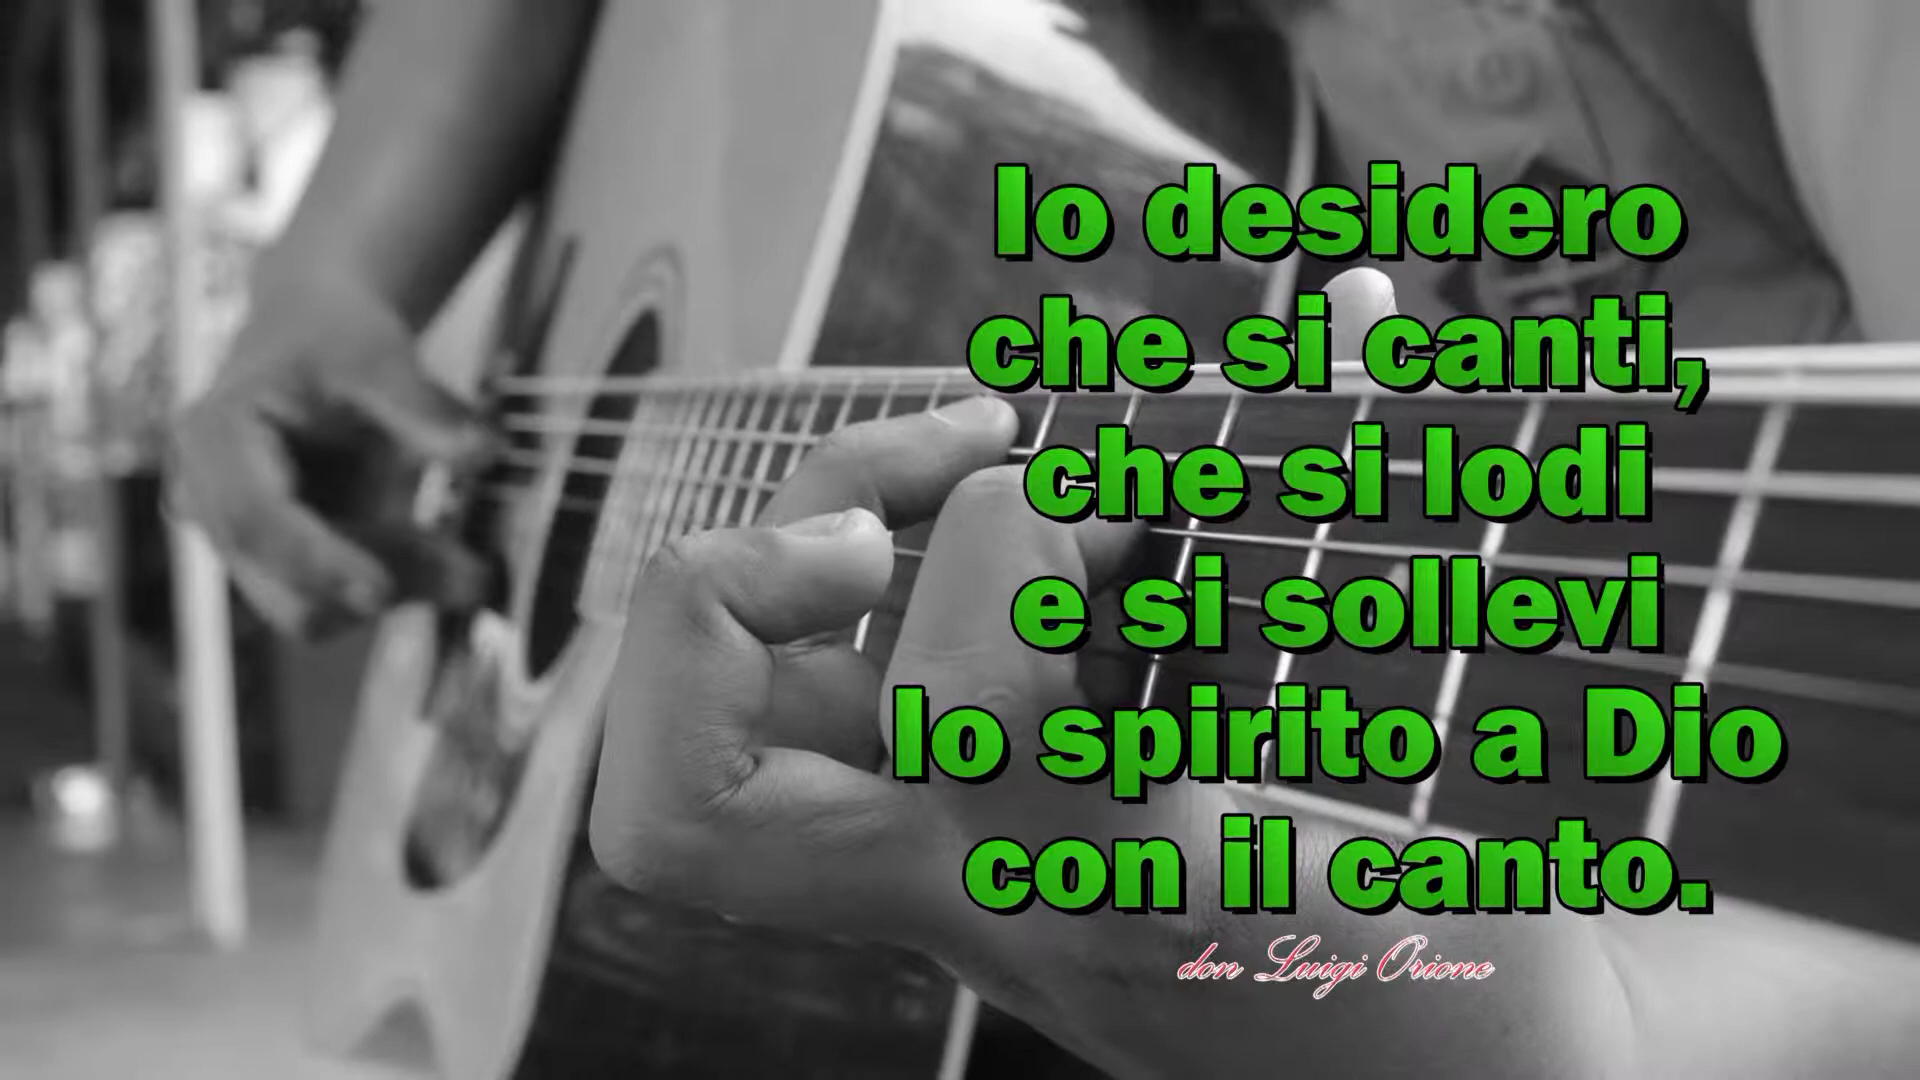 Io desidero
che si canti,
che si lodi
e si sollevi
lo spirito a Dio
con il canto.
don Luigi Orione